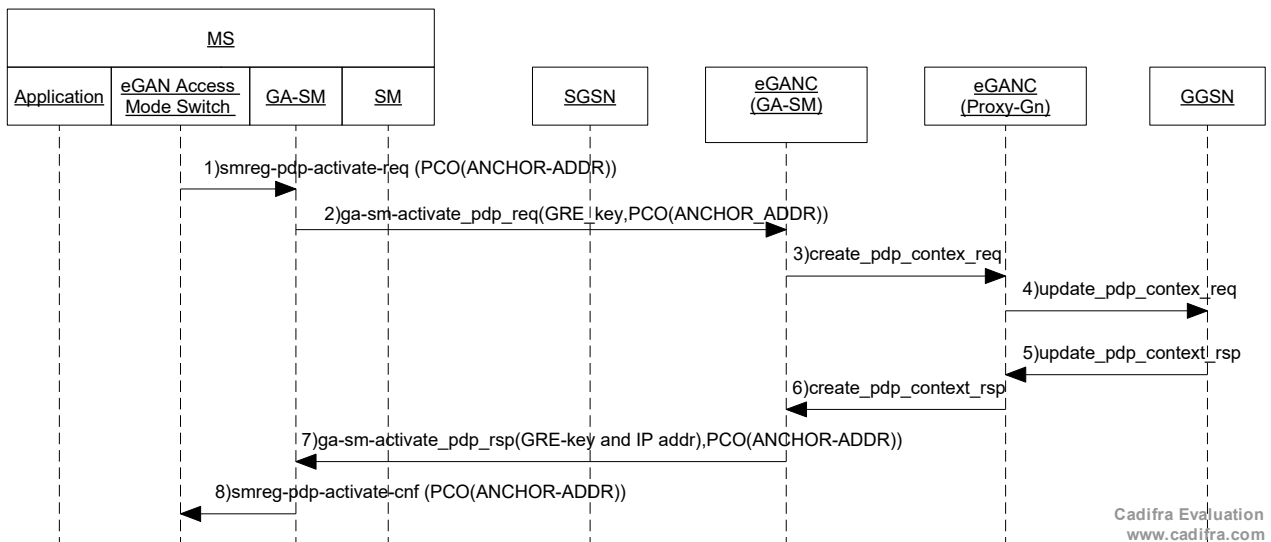 MS
Application
eGAN Access
Mode Switch
GA-SM
SM
SGSN
eGANC
(GA-SM)
eGANC
(Proxy-Gn)
GGSN
1)smreg-pdp-activate-req (PCO(ANCHOR-ADDR))
2)ga-sm-activate_pdp_req(GRE_key,PCO(ANCHOR_ADDR))
3)create_pdp_contex_req
4)update_pdp_contex_req
5)update_pdp_context_rsp
6)create_pdp_context_rsp
7)ga-sm-activate_pdp_rsp(GRE-key and IP addr),PCO(ANCHOR-ADDR))
8)smreg-pdp-activate-cnf (PCO(ANCHOR-ADDR))
Cadifra Evaluation
www.cadifra.com